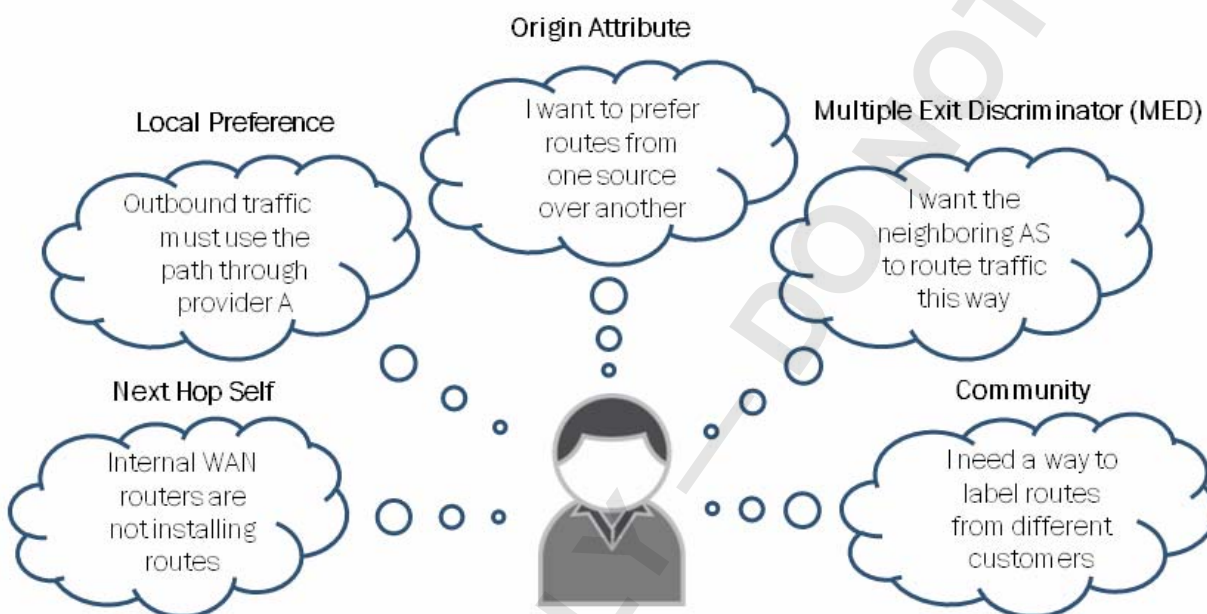 Origin Attribute
I want to prefer
routes from
one source
over another
Local Preference
Outbound traffic
must use the
path through
provider A
Multiple Exit Discriminator (MED)
I want the
neighboring AS
to route traffic
this way
Next Hop Self
Internal WAN
routers are
not installing
routes
Community
I need a way to
label routes
from different
customers
Y — DO NOT